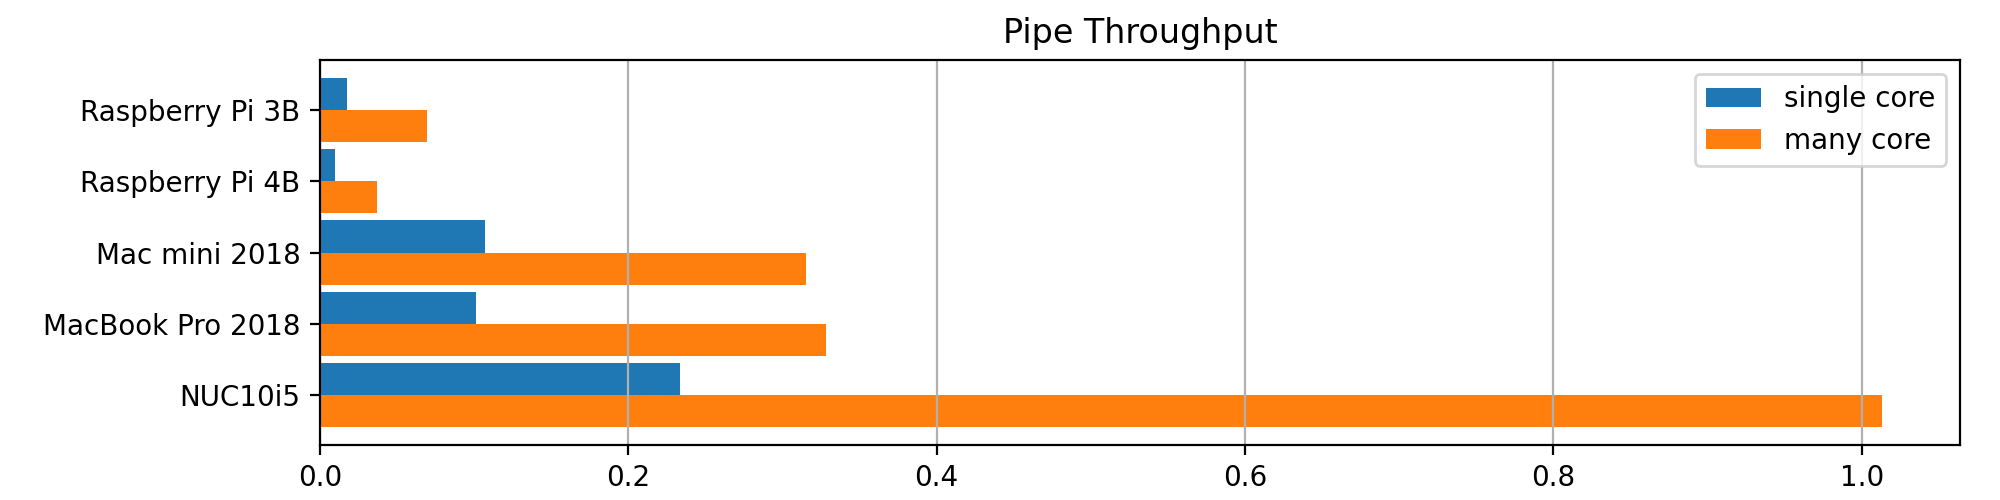 Pipe Throughput
single core
many core
Raspberry Pi 3B
Raspberry Pi 4B
Mac mini 2018
MacBook Pro 2018
NUC10i5
0.0 0.2 0.4 0.6 0.8 1.0